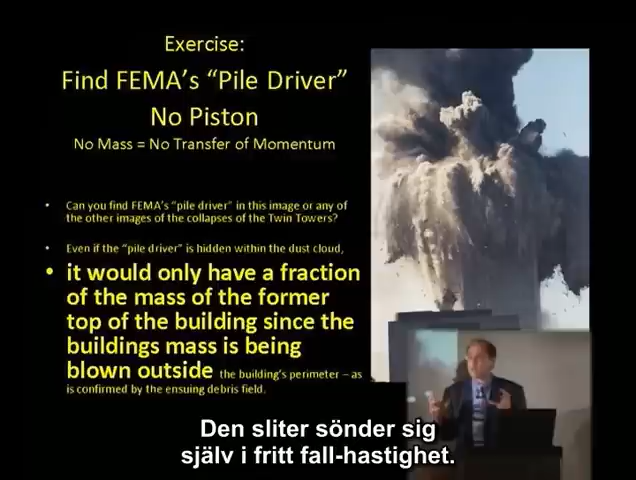 Exercise:
Find FEMA's "Pile Driver"
No Piston
No Mass = No Transfer of Momentum
• Can you find FEMA's "pile driver" in this image or any of
the other images of the collapses of the Twin Towers?
• Even if the "pile driver" is hidden within the dust cloud,
• it would only have a fraction
of the mass of the former
top of the building since the
buildings mass is being
blown outside the building's perimeter – as
is confirmed by the ensuing debris field.
Den sliter sönder sig
själv i fritt fall-hastighet.